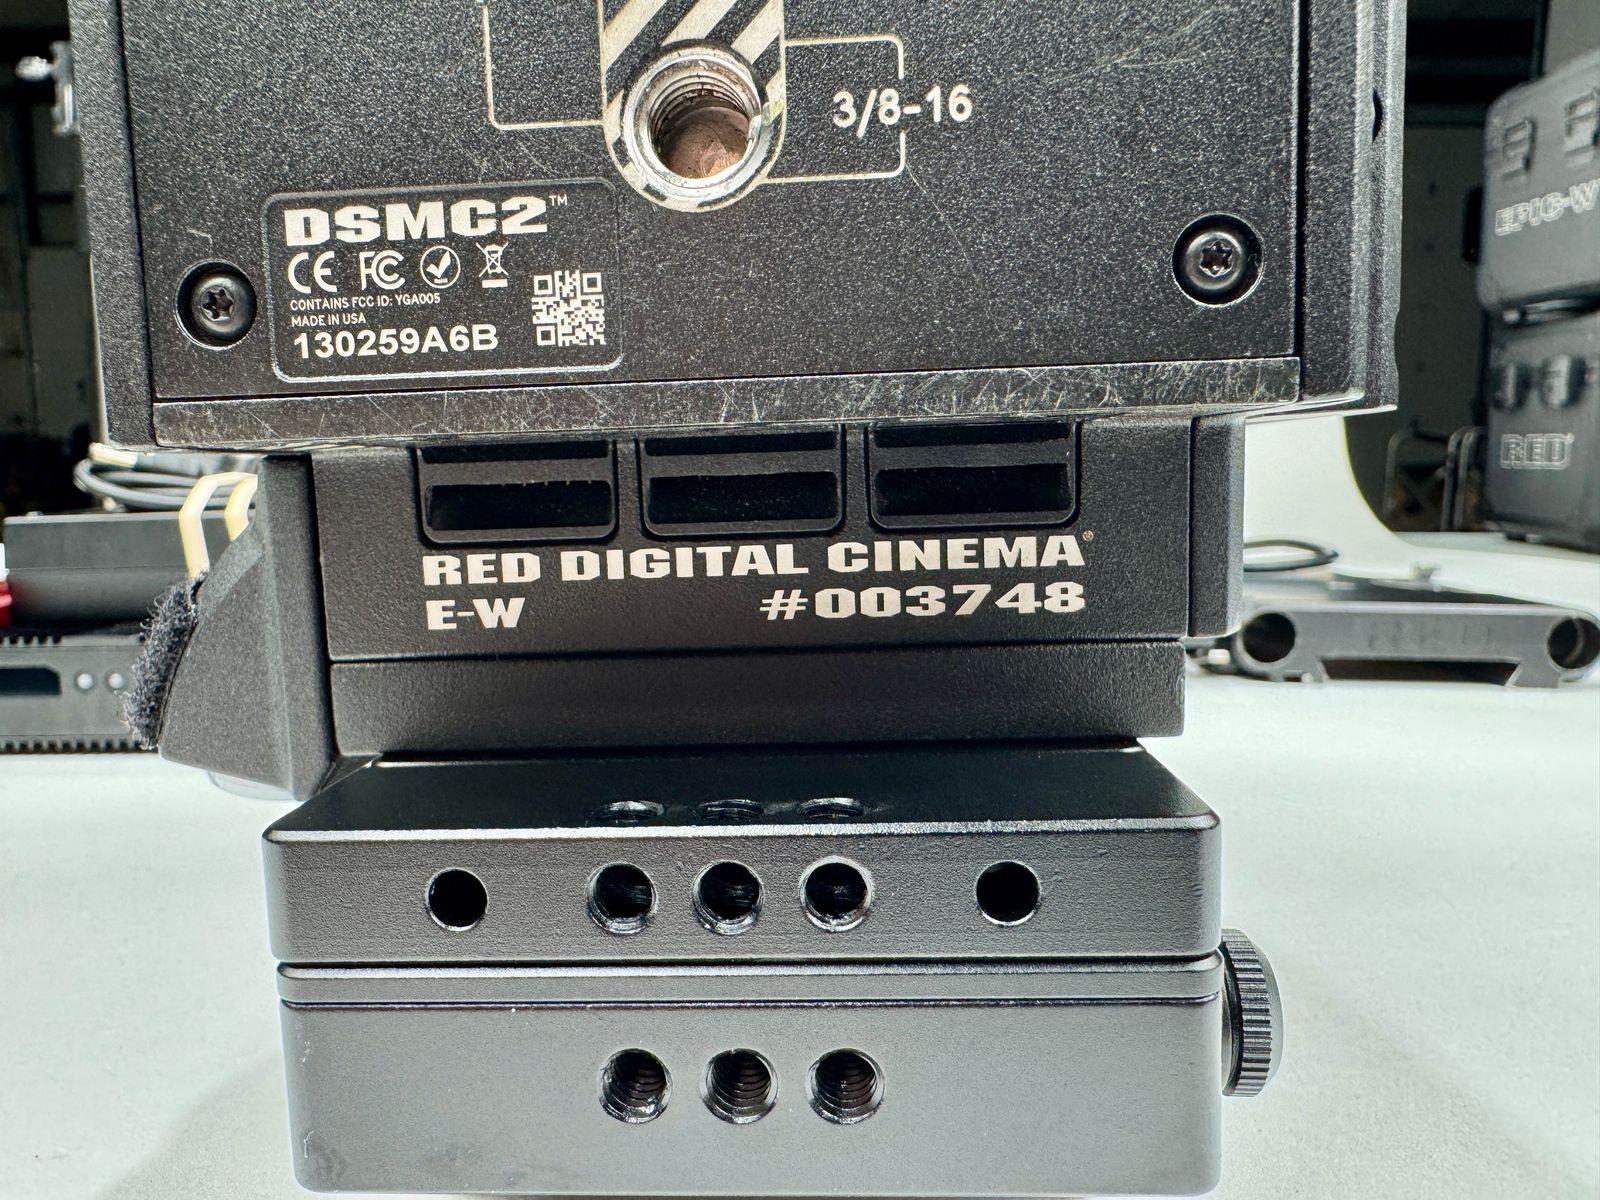 3/8-16
DSMC2™
CE FC
CONTAINS FCC ID: YGA005
MADE IN USA
130259A6B
RED DIGITAL CINEMA®
E-W #003748
EPIC-W
RED